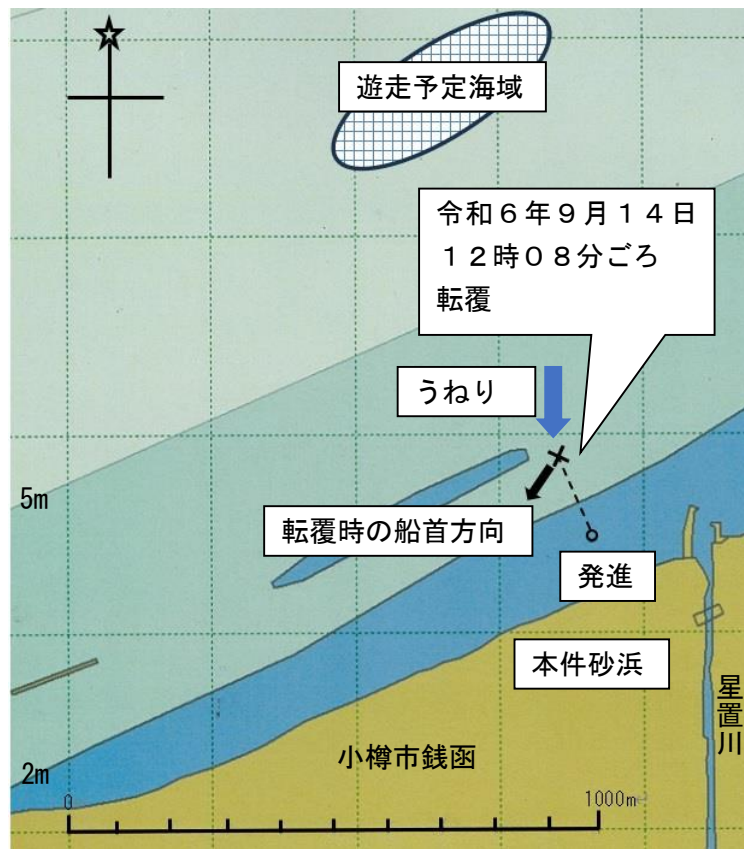 遊走予定海域
令和６年９月１４日
１２時０８分ごろ
転覆
うねり
5m
転覆時の船首方向
発進
本件砂浜
星置川
小樽市銭函
2m
0
1000m